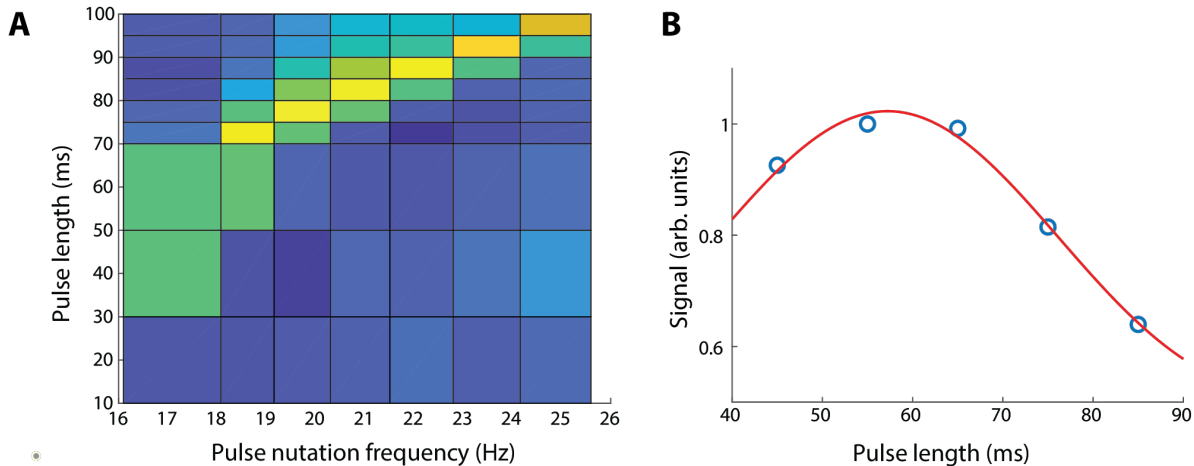 A
100
90
80
70
60
50
40
30
20
10
Pulse length (ms)
16 17 18 19 20 21 22 23 24 25 26
Pulse nutation frequency (Hz)
B
1
0.8
0.6
Signal (arb. units)
40 50 60 70 80 90
Pulse length (ms)